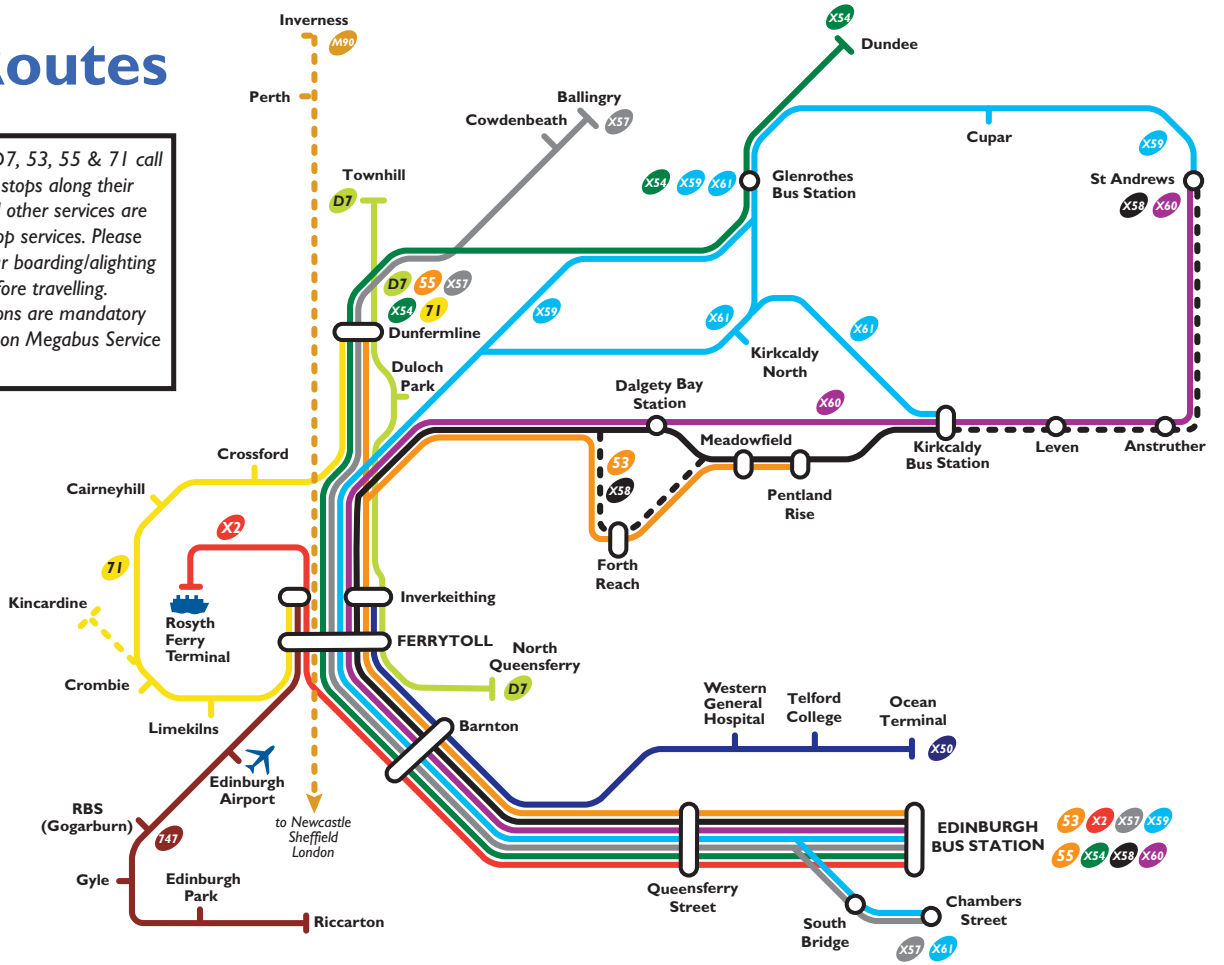 outes
D7, 53, 55 & 71 call
stops along their
other services are
op services. Please
boarding/alighting
fore travelling.
ons are mandatory
on Megabus Service
Inverness
M90
Perth
Ballingry
Cowdenbeath
X57
Townhill
D7
X54
Dundee
Cupar
X59
X54 X59 X61
Glenrothes
Bus Station
St Andrews
X58 X60
D7 55 X57
X54 71
Dunfermline
X59
X61
X61
Kirkcaldy
North
Duloch
Park
Dalgety Bay
Station
X60
Meadowfield
Kirkcaldy
Bus Station
Leven
Anstruther
Crossford
53
X58
Pentland
Rise
Cairneyhill
X2
Forth
Reach
71
Kincardine
Rosyth
Ferry
Terminal
Inverkeithing
FERRYTOLL
North
Queensferry
D7
Crombie
Limekilns
Western
General
Hospital
Telford
College
Ocean
Terminal
X50
Barnton
Edinburgh
Airport
RBS
(Gogarburn)
747
to Newcastle
Sheffield
London
EDINBURGH
BUS STATION
53 X2 X57 X59
55 X54 X58 X60
Gyle
Edinburgh
Park
Riccarton
Queensferry
Street
South
Bridge
Chambers
Street
X57 X61